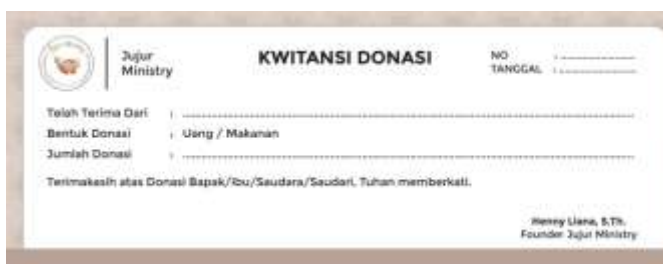 Jujur
Ministry
KWITANSI DONASI
NO :
TANGGAL :
Telah Terima Dari :
Bentuk Donasi : Uang / Makanan
Jumlah Donasi :
Terimakasih atas Donasi Bapak/Ibu/Saudara/Saudari, Tuhan memberkati.
Henny Liana, S.Th.
Founder Jujur Ministry